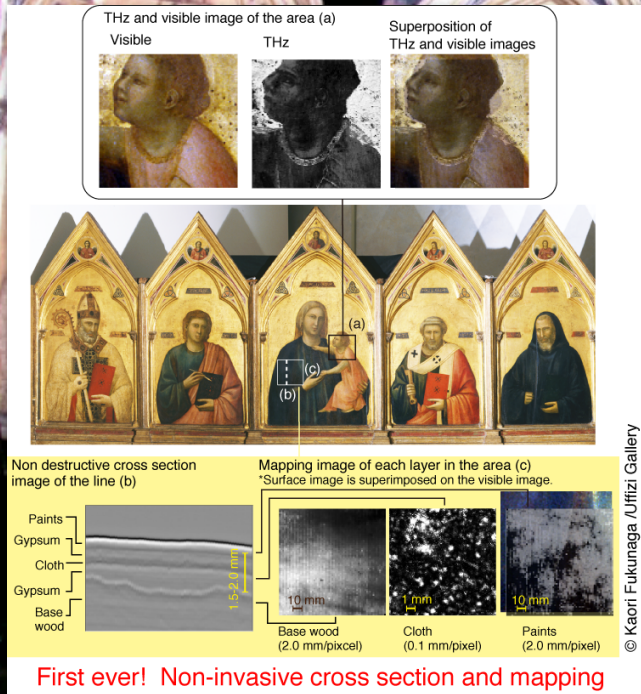 THz and visible image of the area (a)
Visible
THz
Superposition of
THz and visible images
(a)
(c)
(b)
Non destructive cross section
image of the line (b)
Mapping image of each layer in the area (c)
*Surface image is superimposed on the visible image.
Paints
Gypsum
Cloth
Gypsum
Base
wood
1.5-2.0 mm
10 mm
1 mm
10 mm
Base wood
(2.0 mm/pixcel)
Cloth
(0.1 mm/pixel)
Paints
(2.0 mm/pixel)
© Kaori Fukunaga /Uffizi Gallery
First ever! Non-invasive cross section and mapping